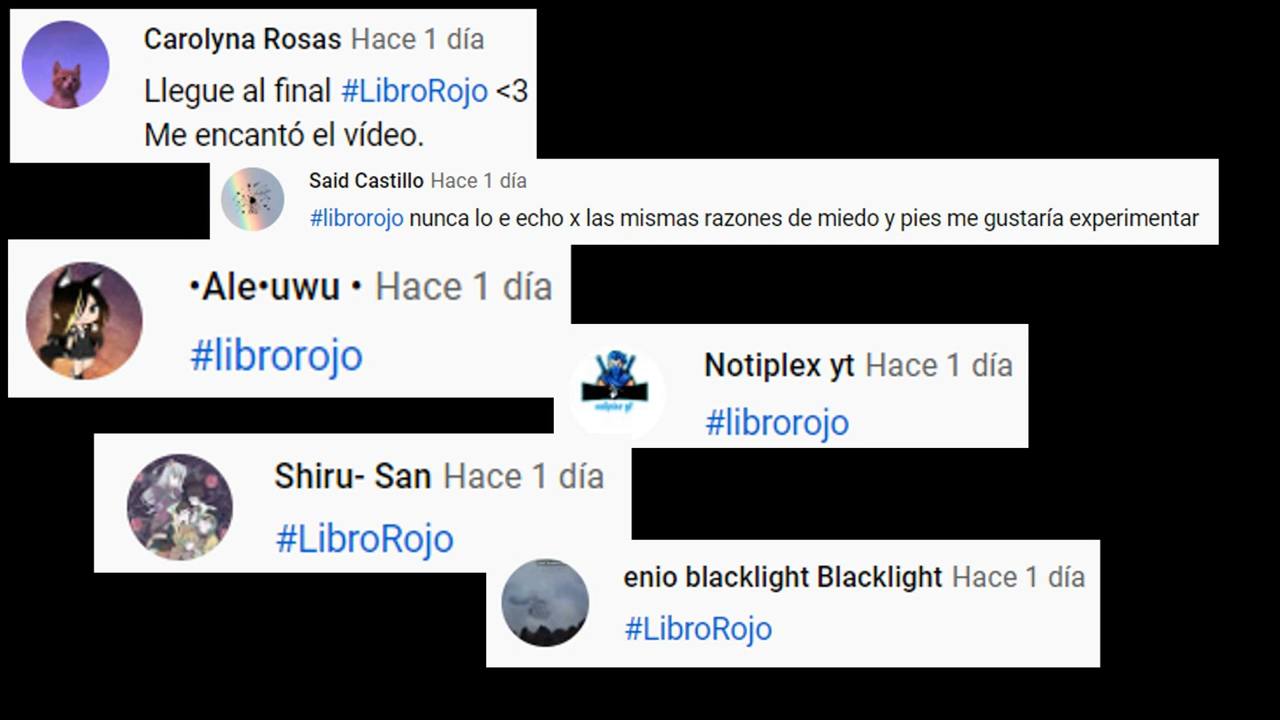 Carolyna Rosas Hace 1 día
Llegue al final #LibroRojo <3
Me encantó el vídeo.
Said Castillo Hace 1 día
#librorojo nunca lo e echo x las mismas razones de miedo y pies me gustaría experimentar
•Ale•uwu • Hace 1 día
#librorojo
Notiplex yt Hace 1 día
notiplex yt
#librorojo
Shiru- San Hace 1 día
#LibroRojo
enio blacklight Blacklight Hace 1 día
#LibroRojo